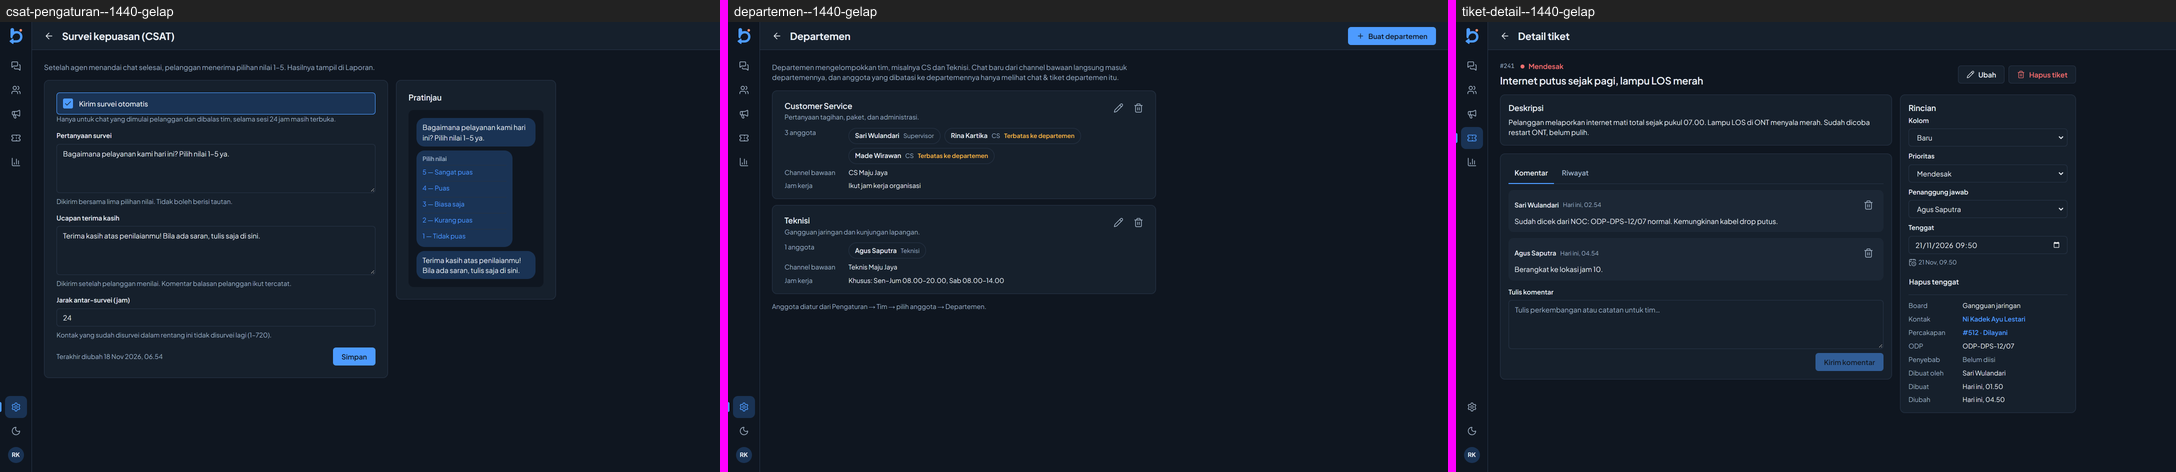 csat-pengaturan--1440-gelap
Survei kepuasan (CSAT)
Setelah agen menandai chat selesai, pelanggan menerima pilihan nilai 1–5. Hasilnya tampil di Laporan.
Kirim survei otomatis
Hanya untuk chat yang dimulai pelanggan dan dibalas tim, selama sesi 24 jam masih terbuka.
Pertanyaan survei
Bagaimana pelayanan kami hari ini? Pilih nilai 1–5 ya.
Dikirim bersama lima pilihan nilai. Tidak boleh berisi tautan.
Ucapan terima kasih
Terima kasih atas penilaianmu! Bila ada saran, tulis saja di sini.
Dikirim setelah pelanggan menilai. Komentar balasan pelanggan ikut tercatat.
Jarak antar-survei (jam)
24
Kontak yang sudah disurvei dalam rentang ini tidak disurvei lagi (1–720).
Terakhir diubah 18 Nov 2026, 06.54
Simpan
Pratinjau
Bagaimana pelayanan kami hari
ini? Pilih nilai 1–5 ya.
Pilih nilai
5 — Sangat puas
4 — Puas
3 — Biasa saja
2 — Kurang puas
1 — Tidak puas
Terima kasih atas penilaianmu!
Bila ada saran, tulis saja di sini.
RK
departemen--1440-gelap
Departemen
+ Buat departemen
Departemen mengelompokkan tim, misalnya CS dan Teknisi. Chat baru dari channel bawaan langsung masuk
departemennya, dan anggota yang dibatasi ke departemennya hanya melihat chat & tiket departemen itu.
Customer Service
Pertanyaan tagihan, paket, dan administrasi.
3 anggota
Sari Wulandari Supervisor
Rina Kartika CS Terbatas ke departemen
Made Wirawan CS Terbatas ke departemen
Channel bawaan CS Maju Jaya
Jam kerja Ikut jam kerja organisasi
Teknisi
Gangguan jaringan dan kunjungan lapangan.
1 anggota
Agus Saputra Teknisi
Channel bawaan Teknis Maju Jaya
Jam kerja Khusus: Sen–Jum 08.00–20.00, Sab 08.00–14.00
Anggota diatur dari Pengaturan → Tim → pilih anggota → Departemen.
RK
tiket-detail--1440-gelap
Detail tiket
#241 Mendesak
Internet putus sejak pagi, lampu LOS merah
Ubah
Hapus tiket
Deskripsi
Pelanggan melaporkan internet mati total sejak pukul 07.00. Lampu LOS di ONT menyala merah. Sudah dicoba
restart ONT, belum pulih.
Komentar
Riwayat
Sari Wulandari Hari ini, 02.54
Sudah dicek dari NOC: ODP-DPS-12/07 normal. Kemungkinan kabel drop putus.
Agus Saputra Hari ini, 04.54
Berangkat ke lokasi jam 10.
Tulis komentar
Tulis perkembangan atau catatan untuk tim…
Kirim komentar
Rincian
Kolom
Baru
Prioritas
Mendesak
Penanggung jawab
Agus Saputra
Tenggat
21/11/2026 09:50
21 Nov, 09.50
Hapus tenggat
Board Gangguan jaringan
Kontak Ni Kadek Ayu Lestari
Percakapan #512 · Dilayani
ODP ODP-DPS-12/07
Penyebab Belum diisi
Dibuat oleh Sari Wulandari
Dibuat Hari ini, 01.50
Diubah Hari ini, 04.50
RK